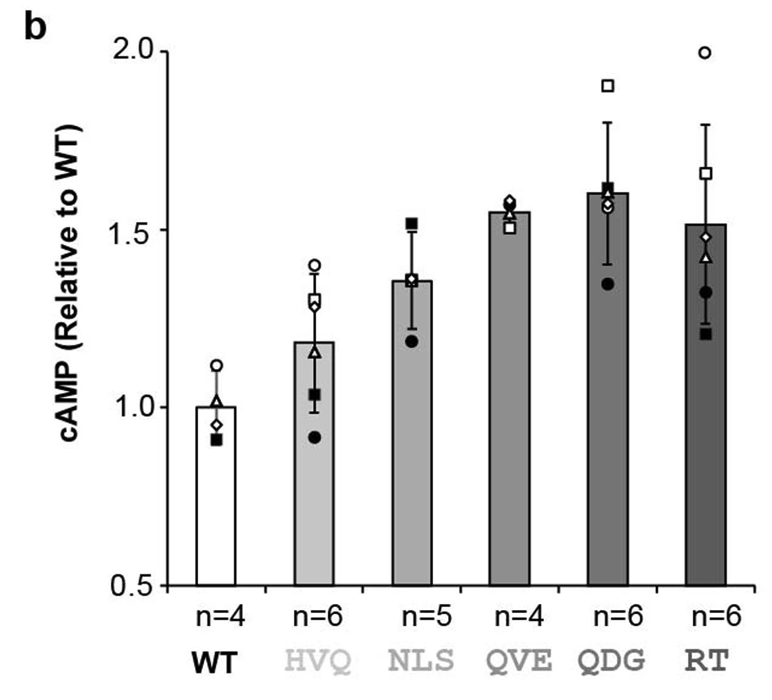 b
cAMP (Relative to WT)
2.0
1.5
1.0
0.5
n=4 n=6 n=5 n=4 n=6 n=6
WT HVQ NLS QVE QDG RT